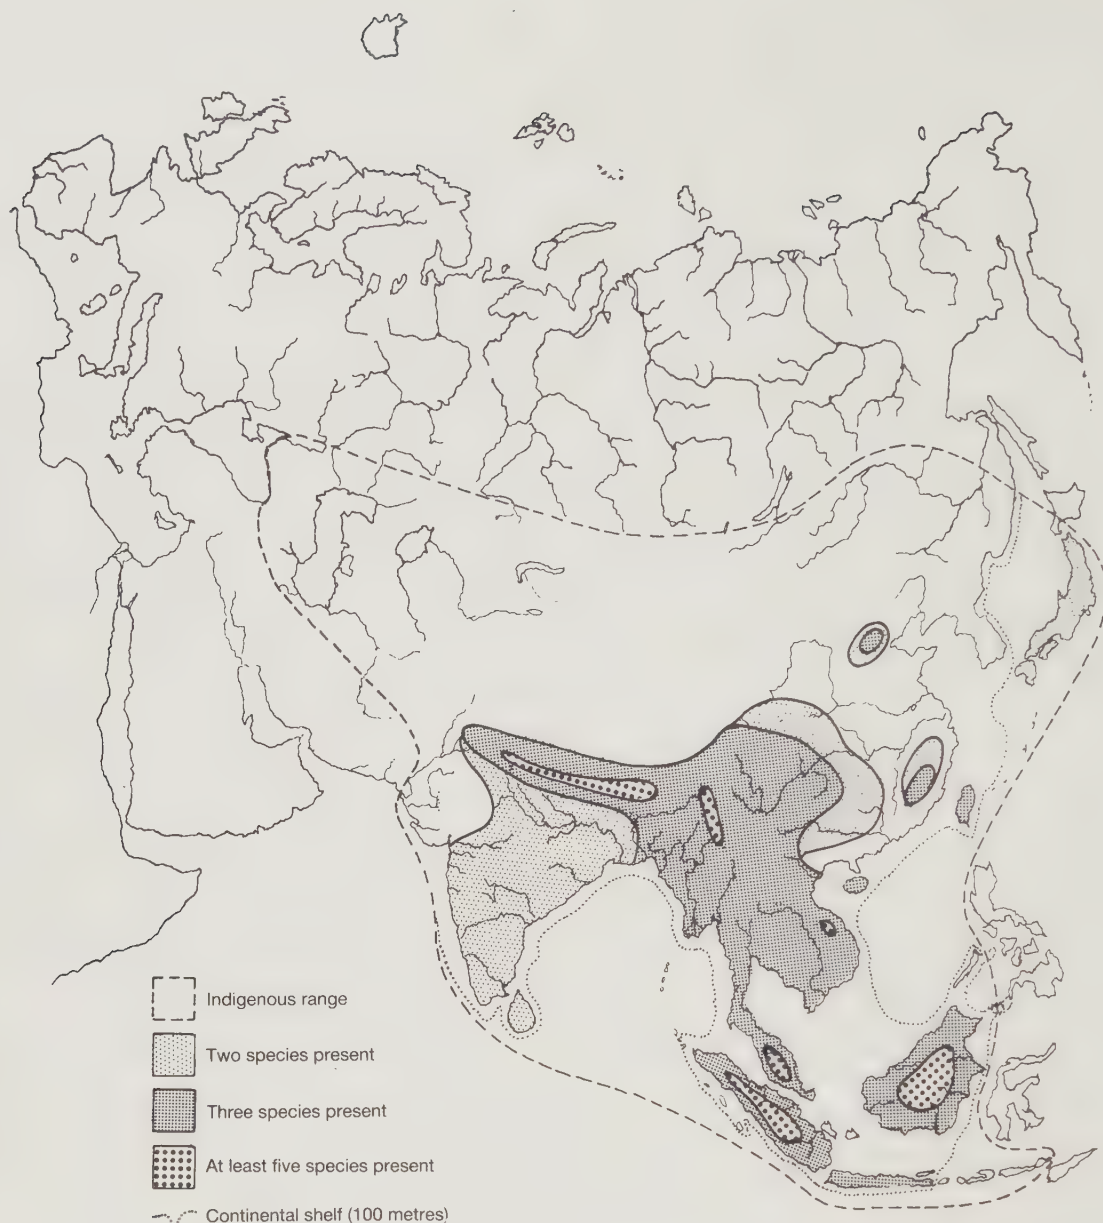 Indigenous range
Two species present
Three species present
At least five species present
Continental shelf (100 metres)